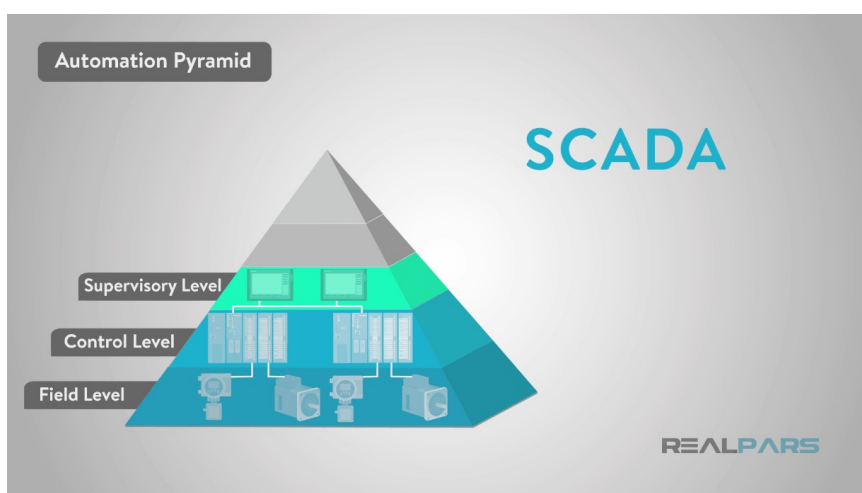 Automation Pyramid
SCADA
Supervisory Level
Control Level
Field Level
REALPARS